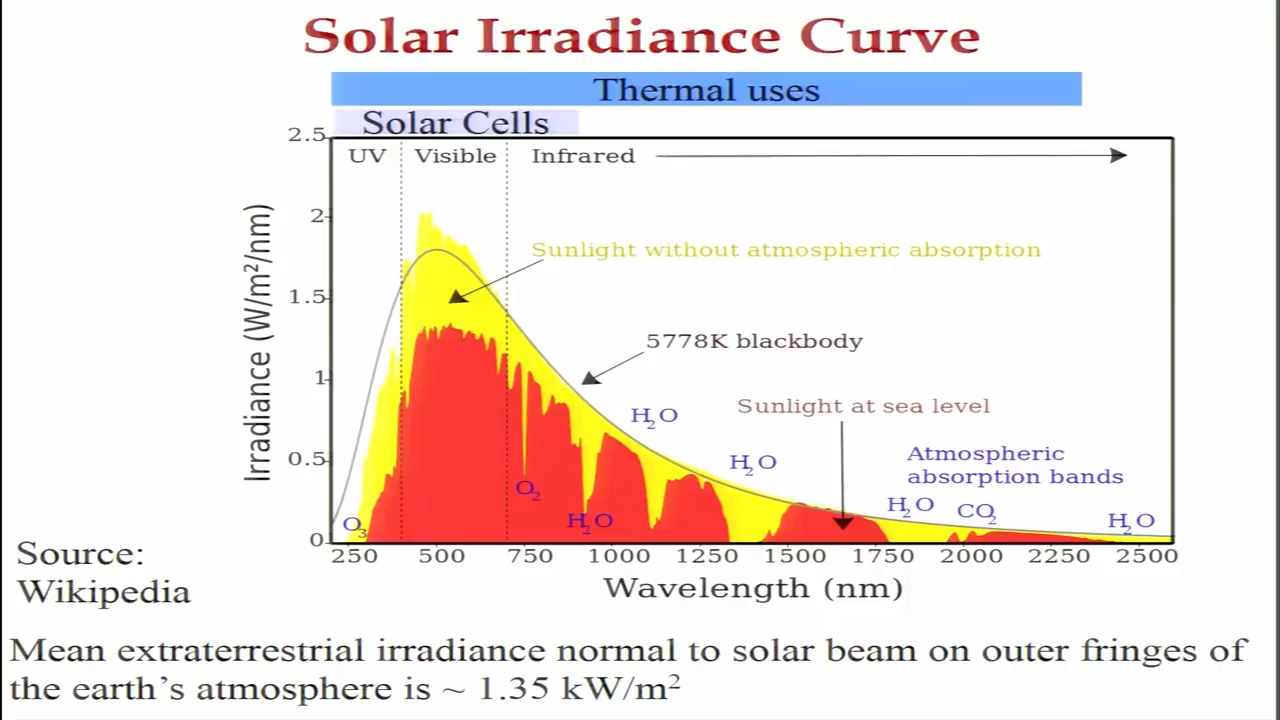 Solar Irradiance Curve
Thermal uses
Solar Cells
UV Visible Infrared
Irradiance (W/m²/nm)
2.5
2
1.5
1
0.5
0
Sunlight without atmospheric absorption
5778K blackbody
Sunlight at sea level
H₂O
H₂O
Atmospheric
absorption bands
H₂O CO₂ H₂O
O₂
O₃
H₂O
250 500 750 1000 1250 1500 1750 2000 2250 2500
Wavelength (nm)
Source:
Wikipedia
Mean extraterrestrial irradiance normal to solar beam on outer fringes of
the earth’s atmosphere is ~ 1.35 kW/m²